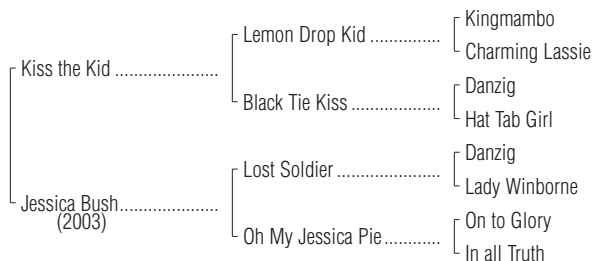 Kingmambo
Lemon Drop Kid ..............
Charming Lassie
Kiss the Kid .....................
Danzig
Black Tie Kiss ..................
Hat Tab Girl
Danzig
Lost Soldier .....................
Lady Winborne
Jessica Bush....................
(2003)
On to Glory
Oh My Jessica Pie............
In all Truth